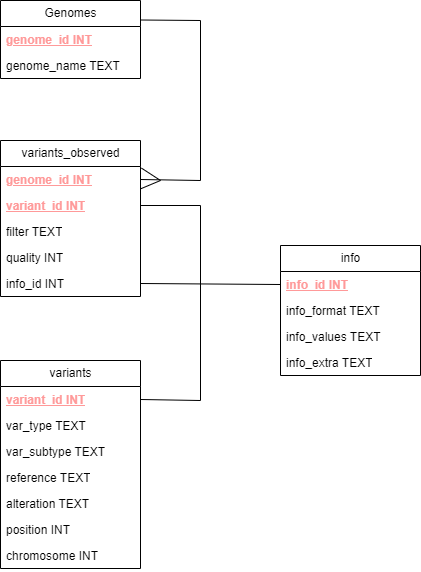 Genomes
genome_id INT
genome_name TEXT
variants_observed
genome_id INT
variant_id INT
filter TEXT
quality INT
info_id INT
info
info_id INT
info_format TEXT
info_values TEXT
info_extra TEXT
variants
variant_id INT
var_type TEXT
var_subtype TEXT
reference TEXT
alteration TEXT
position INT
chromosome INT